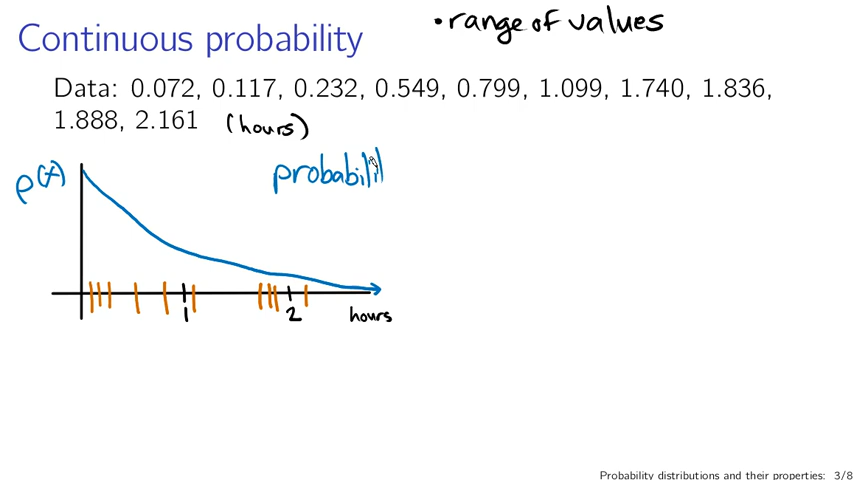 Continuous probability
• range of values
Data: 0.072, 0.117, 0.232, 0.549, 0.799, 1.099, 1.740, 1.836,
1.888, 2.161 (hours)
p(x) probabili
1
2
hours
Probability distributions and their properties: 3/8